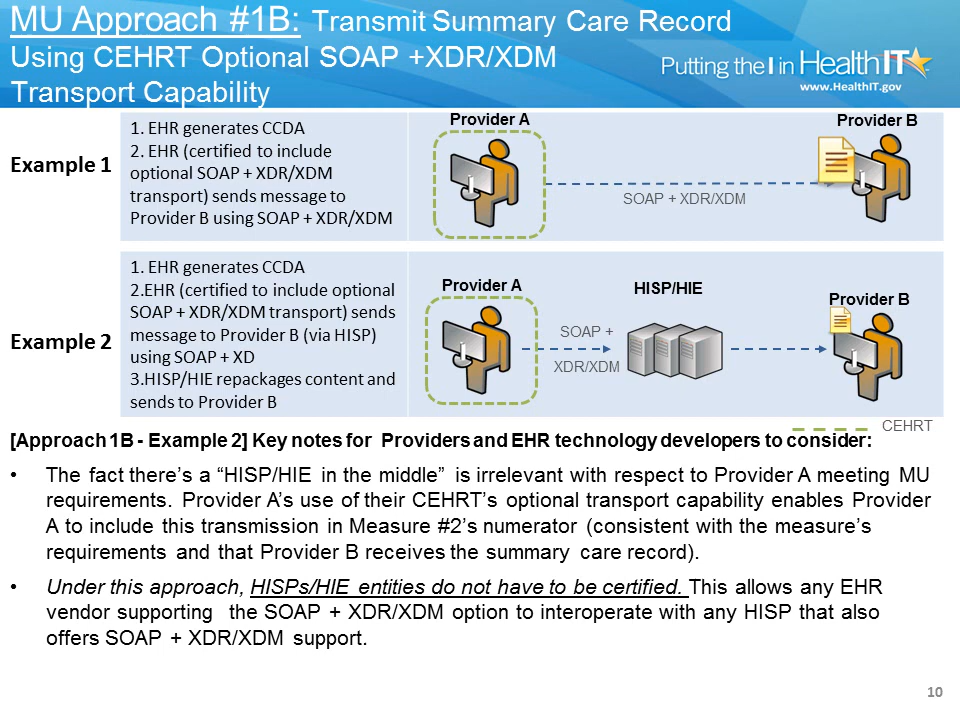 MU Approach #1B: Transmit Summary Care Record
Using CEHRT Optional SOAP +XDR/XDM
Transport Capability
Putting the I in HealthIT
www.HealthIT.gov
Example 1
1. EHR generates CCDA
2. EHR (certified to include
optional SOAP + XDR/XDM
transport) sends message to
Provider B using SOAP + XDR/XDM
Provider A
SOAP + XDR/XDM
Provider B
Example 2
1. EHR generates CCDA
2.EHR (certified to include optional
SOAP + XDR/XDM transport) sends
message to Provider B (via HISP)
using SOAP + XD
3.HISP/HIE repackages content and
sends to Provider B
Provider A
SOAP +
XDR/XDM
HISP/HIE
Provider B
CEHRT
[Approach 1B - Example 2] Key notes for Providers and EHR technology developers to consider:
• The fact there's a “HISP/HIE in the middle” is irrelevant with respect to Provider A meeting MU
requirements. Provider A's use of their CEHRT's optional transport capability enables Provider
A to include this transmission in Measure #2's numerator (consistent with the measure's
requirements and that Provider B receives the summary care record).
• Under this approach, HISPs/HIE entities do not have to be certified. This allows any EHR
vendor supporting the SOAP + XDR/XDM option to interoperate with any HISP that also
offers SOAP + XDR/XDM support.
10